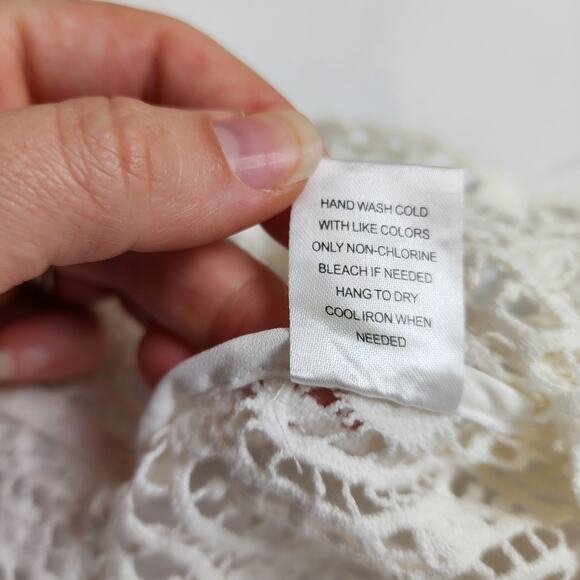 HAND WASH COLD
WITH LIKE COLORS
ONLY NON-CHLORINE
BLEACH IF NEEDED
HANG TO DRY
COOL IRON WHEN
NEEDED